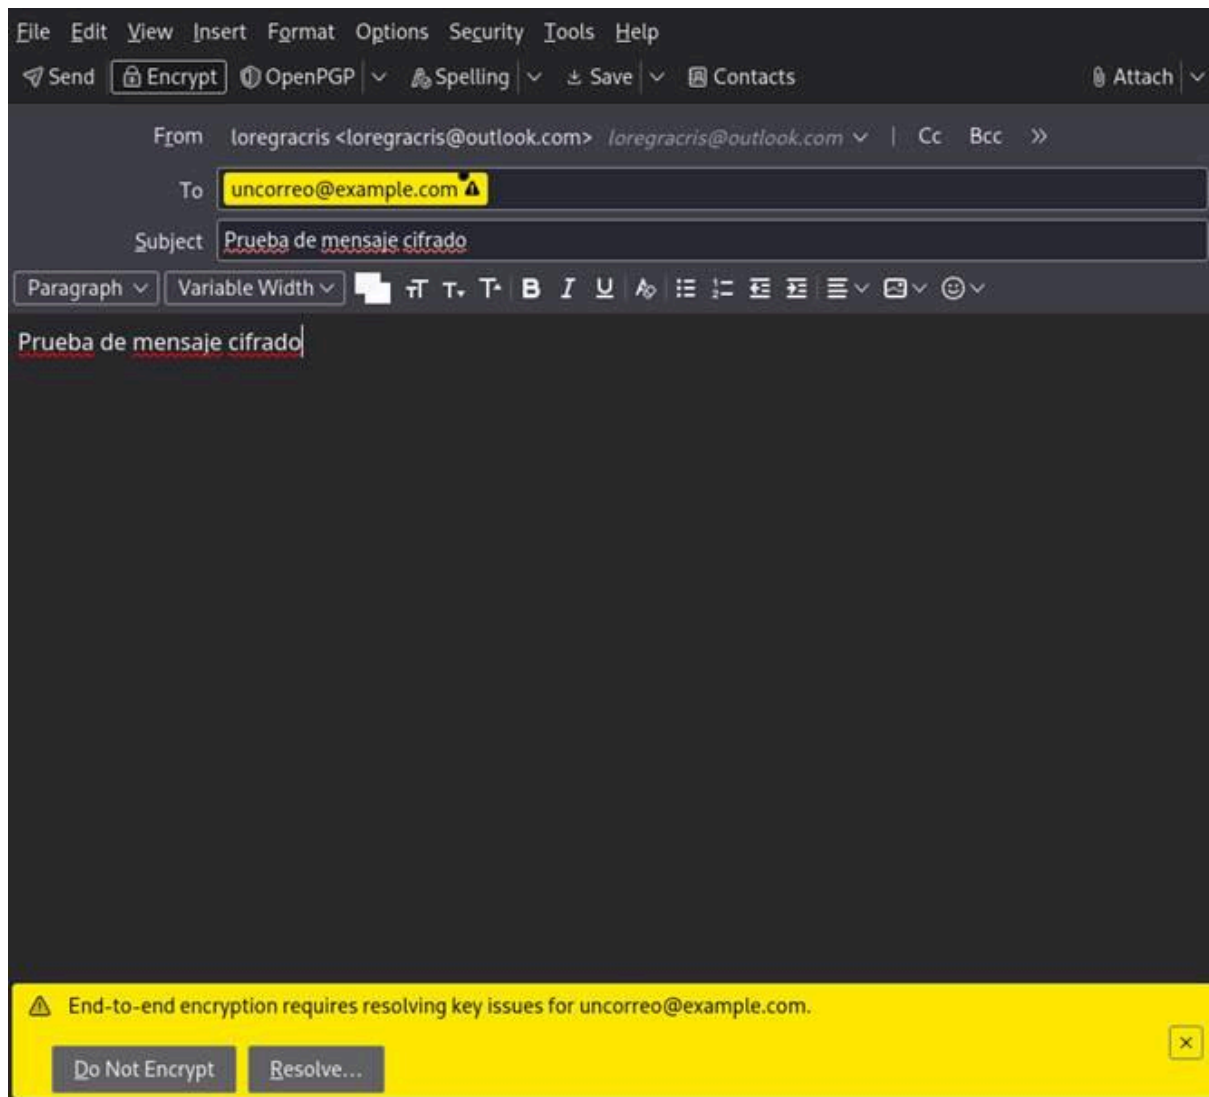 File Edit View Insert Format Options Security Tools Help
Send Encrypt OpenPGP Spelling Save Contacts Attach
From loregracris <loregracris@outlook.com> loregracris@outlook.com Cc Bcc
To uncorreo@example.com
Subject Prueba de mensaje cifrado
Paragraph Variable Width B I U
Prueba de mensaje cifrado
End-to-end encryption requires resolving key issues for uncorreo@example.com.
Do Not Encrypt Resolve...